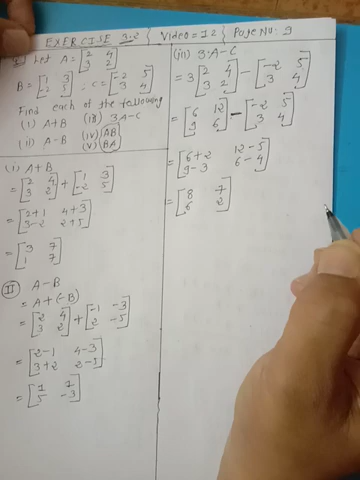 EXERCISE 3.2 Video=12 Page No: 9
1 Let A = [2 4
3 2]
B = [1 3
-2 5], C = [-2 5
3 4]
Find each of the following
(i) A+B (iii) 3A-C
(ii) A-B (iv) AB
(v) BA
(i) A+B
= [2 4
3 2] + [1 3
-2 5]
= [2+1 4+3
3-2 2+5]
= [3 7
1 7]
II A-B
= A+(-B)
= [2 4
3 2] + [-1 -3
2 -5]
= [2-1 4-3
3+2 2-1]
= [1 1
5 -3]
(iii) 3A-C
= 3[2 4
3 2] - [-2 5
3 4]
= [6 12
9 6] - [-2 5
3 4]
= [6+2 12-5
9-3 6-4]
= [8 7
6 2]